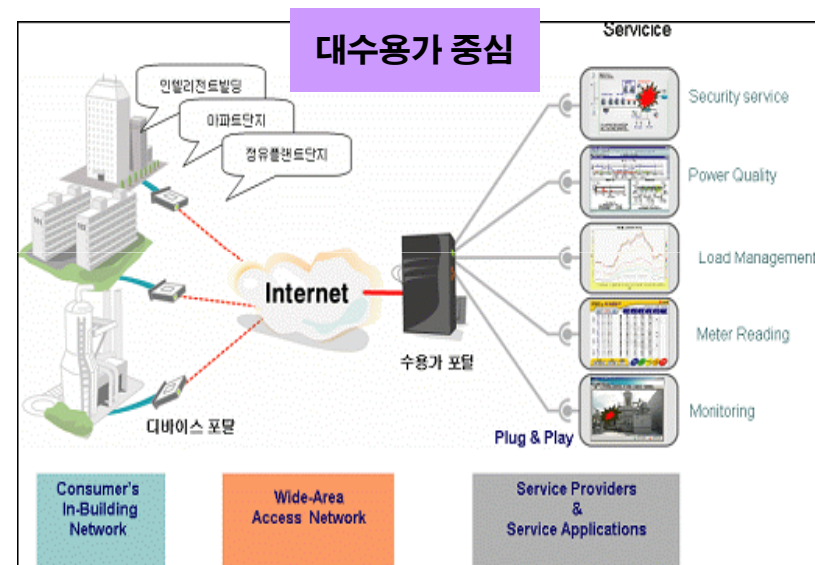 대수용가 중심
Servicice
인텔리전트빌딩
아파트단지
정유플랜트단지
Security service
Power Quality
Load Management
Internet
Meter Reading
수용가 포털
Monitoring
디바이스 포탈
Plug & Play
Consumer's
In-Building
Network
Wide-Area
Access Network
Service Providers
&
Service Applications